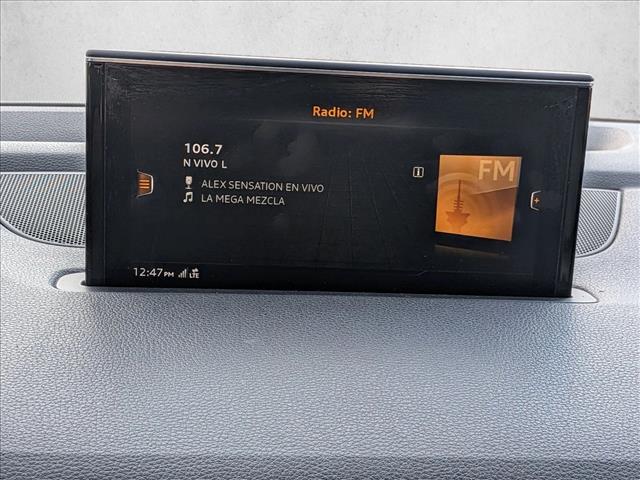 Radio: FM
106.7
N VIVO L
ALEX SENSATION EN VIVO
LA MEGA MEZCLA
FM
12:47PM LTE